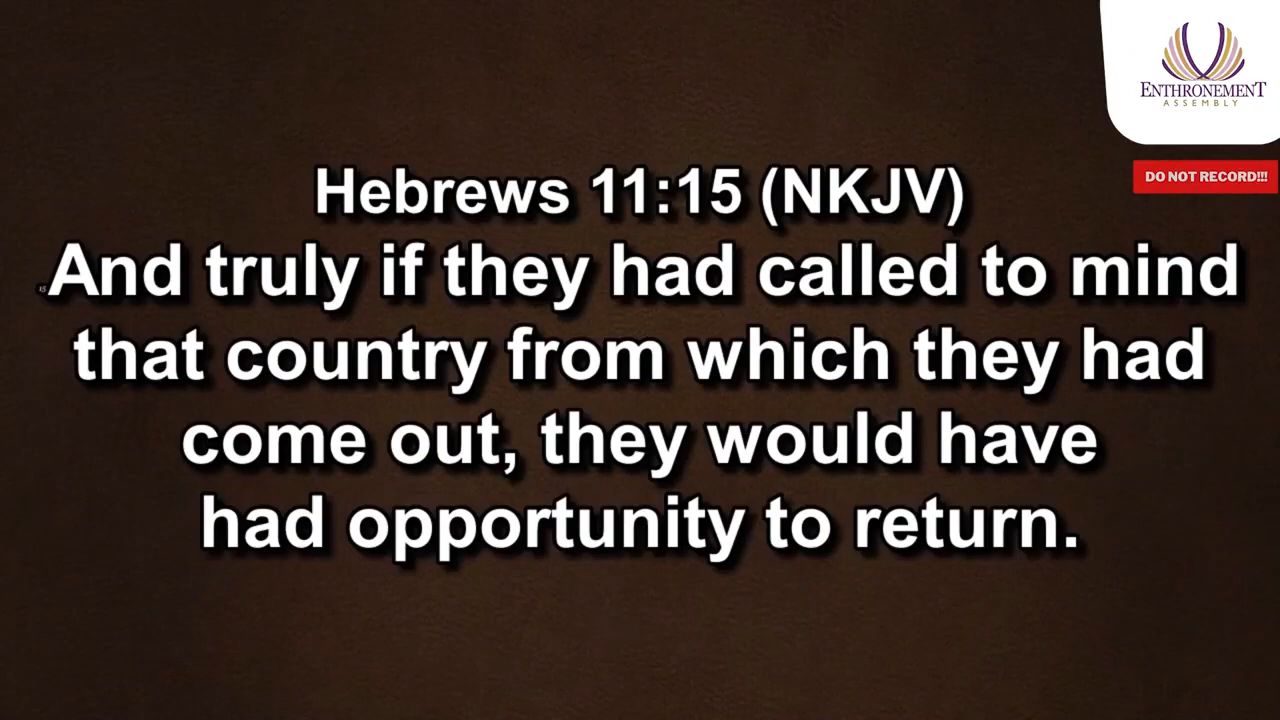 ENTHRONEMENT
ASSEMBLY
DO NOT RECORD!!!
Hebrews 11:15 (NKJV)
15 And truly if they had called to mind
that country from which they had
come out, they would have
had opportunity to return.